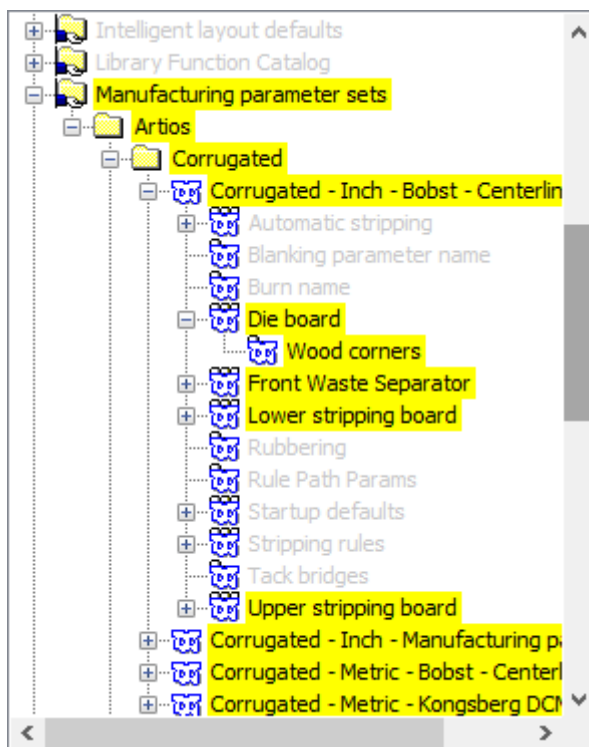 Intelligent layout defaults
Library Function Catalog
Manufacturing parameter sets
Artios
Corrugated
Corrugated - Inch - Bobst - Centerlin
Automatic stripping
Blanking parameter name
Burn name
Die board
Wood corners
Front Waste Separator
Lower stripping board
Rubbering
Rule Path Params
Startup defaults
Stripping rules
Tack bridges
Upper stripping board
Corrugated - Inch - Manufacturing pa
Corrugated - Metric - Bobst - Centerl
Corrugated - Metric - Kongsberg DCM